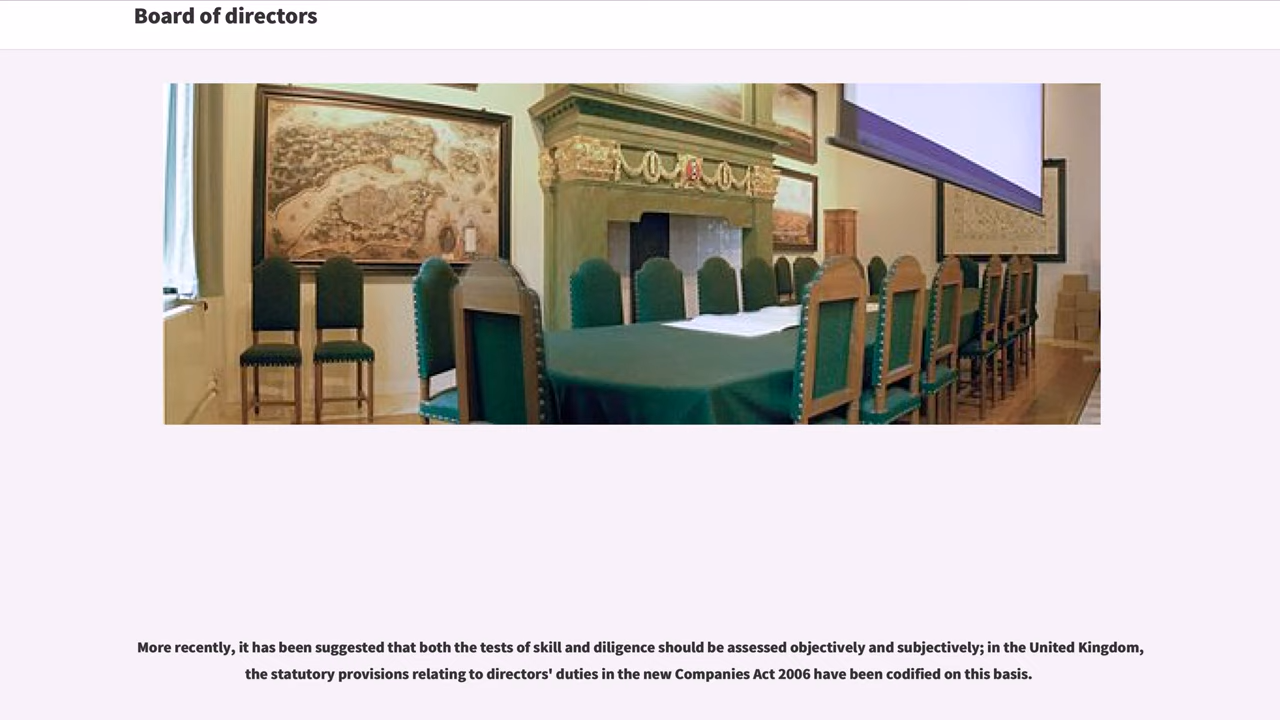 Board of directors
More recently, it has been suggested that both the tests of skill and diligence should be assessed objectively and subjectively; in the United Kingdom,
the statutory provisions relating to directors' duties in the new Companies Act 2006 have been codified on this basis.